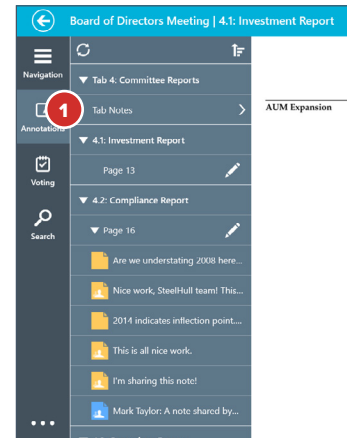 Board of Directors Meeting | 4.1: Investment Report
Navigation
Annotations
1
Voting
Search
Tab 4: Committee Reports
Tab Notes
4.1: Investment Report
Page 13
4.2: Compliance Report
Page 16
Are we understating 2008 here...
Nice work, SteelHull team! This...
2014 indicates inflection point....
This is all nice work.
I'm sharing this note!
Mark Taylor: A note shared by...
AUM Expansion